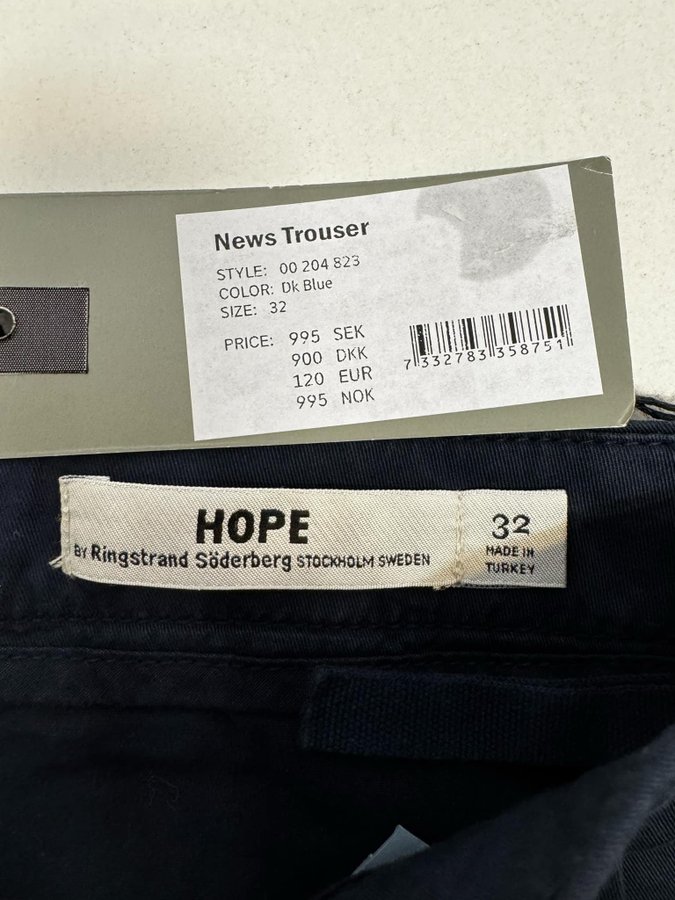 News Trouser
STYLE: 00 204 823
COLOR: Dk Blue
SIZE: 32
PRICE: 995 SEK
900 DKK
120 EUR
995 NOK
7 332783 358751
HOPE
BY Ringstrand Söderberg STOCKHOLM SWEDEN
32
MADE IN
TURKEY